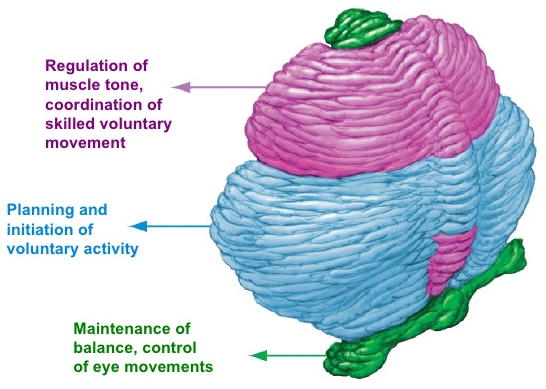 Regulation of
muscle tone,
coordination of
skilled voluntary
movement
Planning and
initiation of
voluntary activity
Maintenance of
balance, control
of eye movements